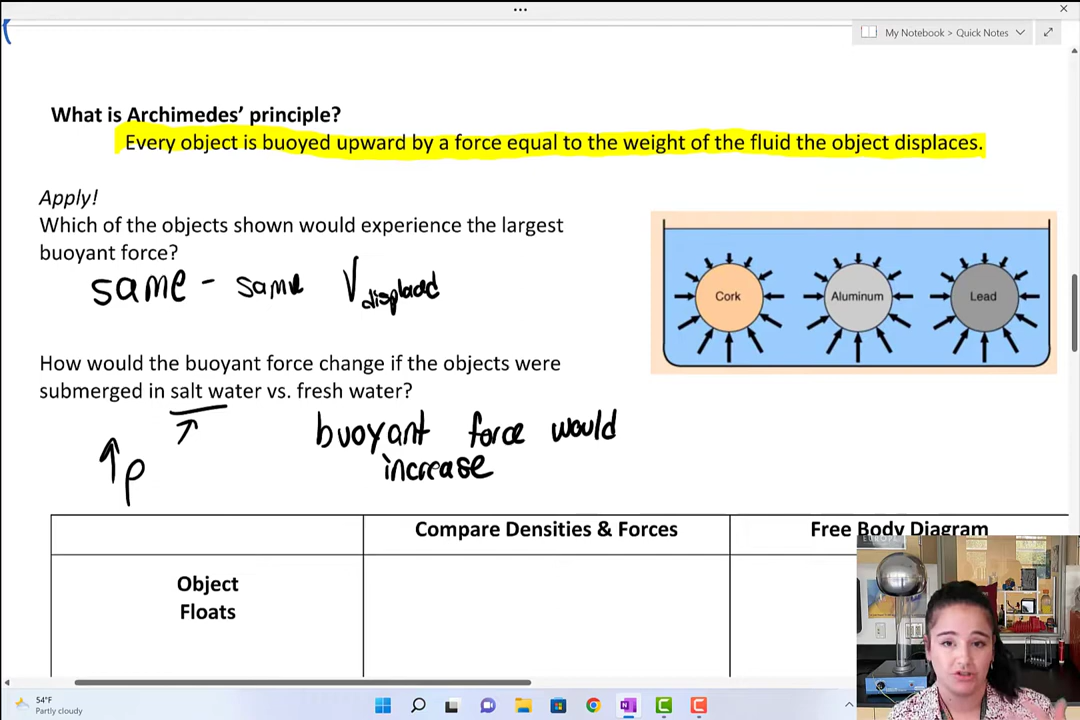 My Notebook > Quick Notes
What is Archimedes’ principle?
Every object is buoyed upward by a force equal to the weight of the fluid the object displaces.
Apply!
Which of the objects shown would experience the largest
buoyant force?
same - same V displaced
Cork
Aluminum
Lead
How would the buoyant force change if the objects were
submerged in salt water vs. fresh water?
↑ρ
buoyant force would
increase
Compare Densities & Forces
Free Body Diagram
Object
Floats
54°F
Partly cloudy